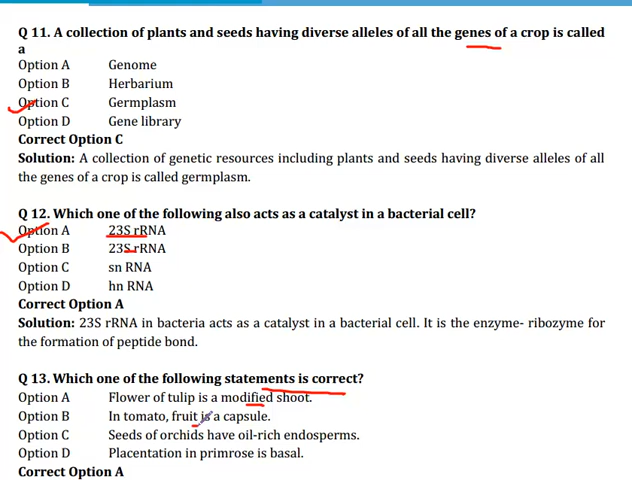 Q 11. A collection of plants and seeds having diverse alleles of all the genes of a crop is called
a
Option A Genome
Option B Herbarium
Option C Germplasm
Option D Gene library
Correct Option C
Solution: A collection of genetic resources including plants and seeds having diverse alleles of all
the genes of a crop is called germplasm.
Q 12. Which one of the following also acts as a catalyst in a bacterial cell?
Option A 23S rRNA
Option B 23S rRNA
Option C sn RNA
Option D hn RNA
Correct Option A
Solution: 23S rRNA in bacteria acts as a catalyst in a bacterial cell. It is the enzyme- ribozyme for
the formation of peptide bond.
Q 13. Which one of the following statements is correct?
Option A Flower of tulip is a modified shoot.
Option B In tomato, fruit is a capsule.
Option C Seeds of orchids have oil-rich endosperms.
Option D Placentation in primrose is basal.
Correct Option A